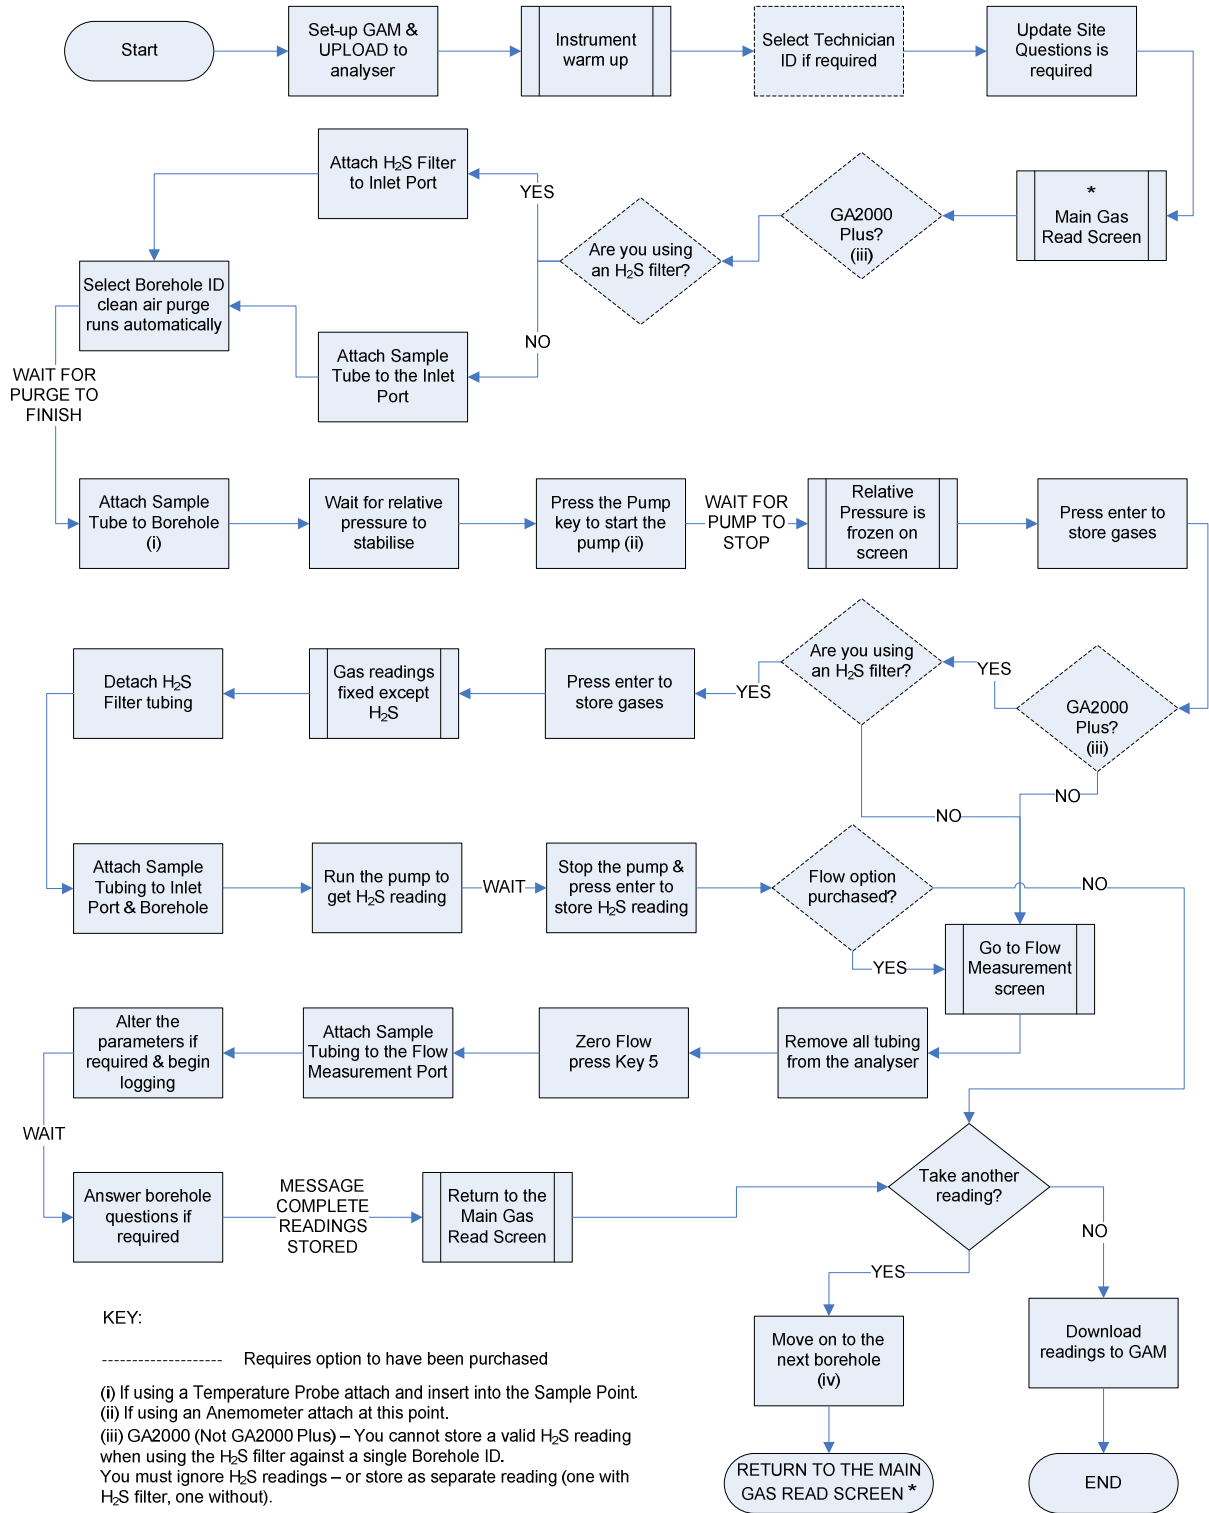 Start
Set-up GAM &
UPLOAD to
analyser
Instrument
warm up
Select Technician
ID if required
Update Site
Questions is
required
*
Main Gas
Read Screen
GA2000
Plus?
(iii)
Are you using
an H₂S filter?
YES
Attach H₂S Filter
to Inlet Port
NO
Attach Sample
Tube to the Inlet
Port
Select Borehole ID
clean air purge
runs automatically
WAIT FOR
PURGE TO
FINISH
Attach Sample
Tube to Borehole
(i)
Wait for relative
pressure to
stabilise
Press the Pump
key to start the
pump (ii)
WAIT FOR
PUMP TO
STOP
Relative
Pressure is
frozen on
screen
Press enter to
store gases
GA2000
Plus?
(iii)
YES
NO
Are you using
an H₂S filter?
YES
NO
Press enter to
store gases
Gas readings
fixed except
H₂S
Detach H₂S
Filter tubing
Attach Sample
Tubing to Inlet
Port & Borehole
Run the pump to
get H₂S reading
WAIT
Stop the pump &
press enter to
store H₂S reading
Flow option
purchased?
NO
YES
Go to Flow
Measurement
screen
Remove all tubing
from the analyser
Zero Flow
press Key 5
Attach Sample
Tubing to the Flow
Measurement Port
Alter the
parameters if
required & begin
logging
WAIT
Answer borehole
questions if
required
MESSAGE
COMPLETE
READINGS
STORED
Return to the
Main Gas
Read Screen
Take another
reading?
YES
NO
Move on to the
next borehole
(iv)
Download
readings to GAM
RETURN TO THE MAIN
GAS READ SCREEN *
END
KEY:
---------------------- Requires option to have been purchased
(i) If using a Temperature Probe attach and insert into the Sample Point.
(ii) If using an Anemometer attach at this point.
(iii) GA2000 (Not GA2000 Plus) – You cannot store a valid H₂S reading
when using the H₂S filter against a single Borehole ID.
You must ignore H₂S readings – or store as separate reading (one with
H₂S filter, one without).